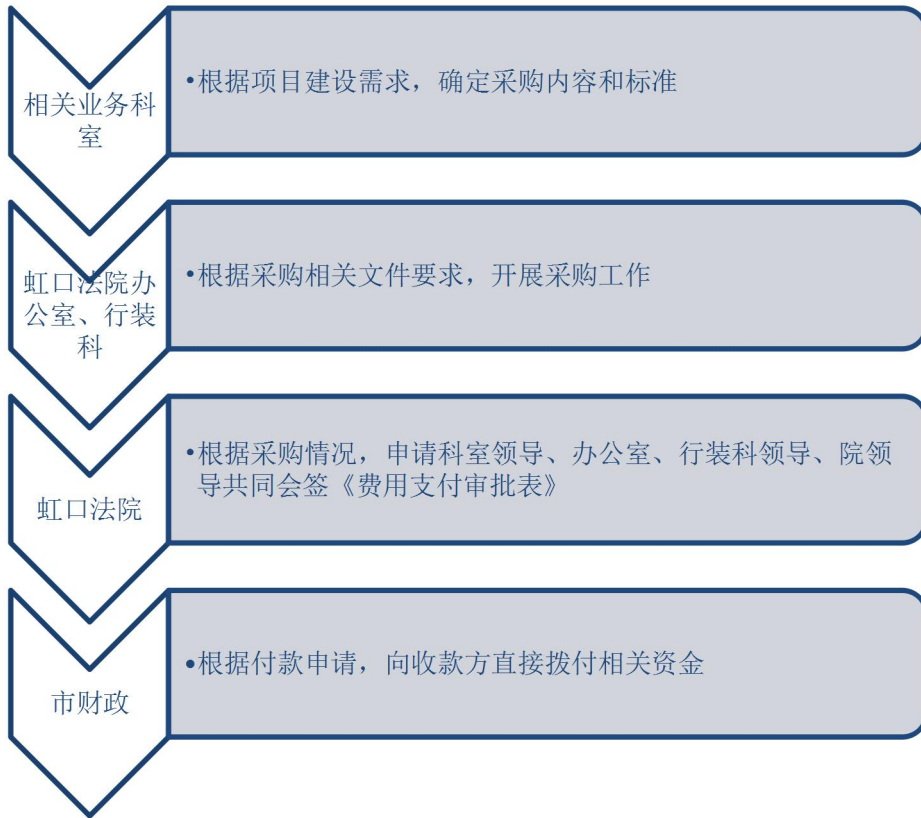 相关业务科
室
•根据项目建设需求，确定采购内容和标准
虹口法院办
公室、行装
科
•根据采购相关文件要求，开展采购工作
虹口法院
•根据采购情况，申请科室领导、办公室、行装科领导、院领
导共同会签《费用支付审批表》
市财政
•根据付款申请，向收款方直接拨付相关资金